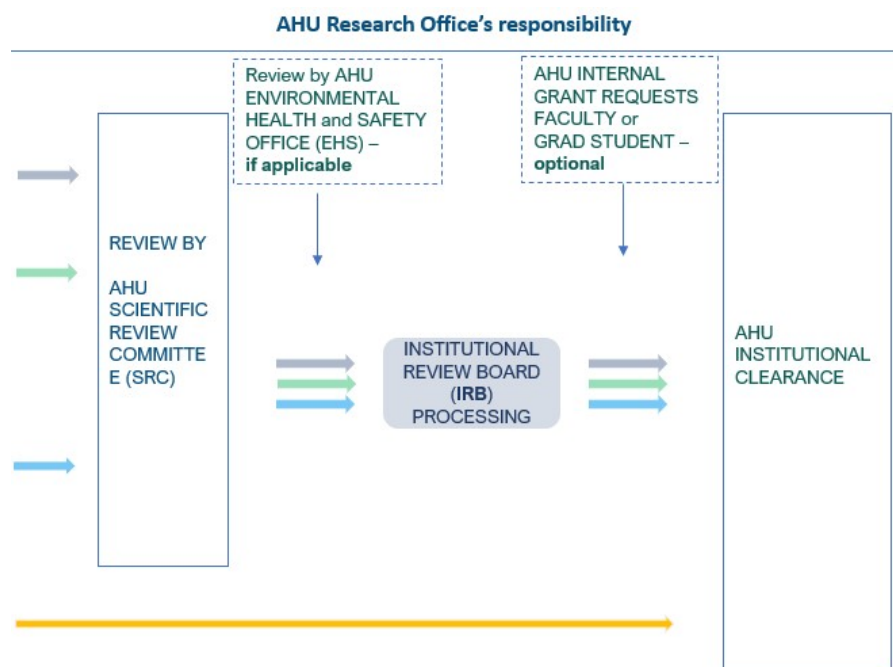 AHU Research Office's responsibility
Review by AHU
ENVIRONMENTAL
HEALTH and SAFETY
OFFICE (EHS) –
if applicable
AHU INTERNAL
GRANT REQUESTS
FACULTY or
GRAD STUDENT –
optional
REVIEW BY
AHU
SCIENTIFIC
REVIEW
COMMITTE
E (SRC)
INSTITUTIONAL
REVIEW BOARD
(IRB)
PROCESSING
AHU
INSTITUTIONAL
CLEARANCE